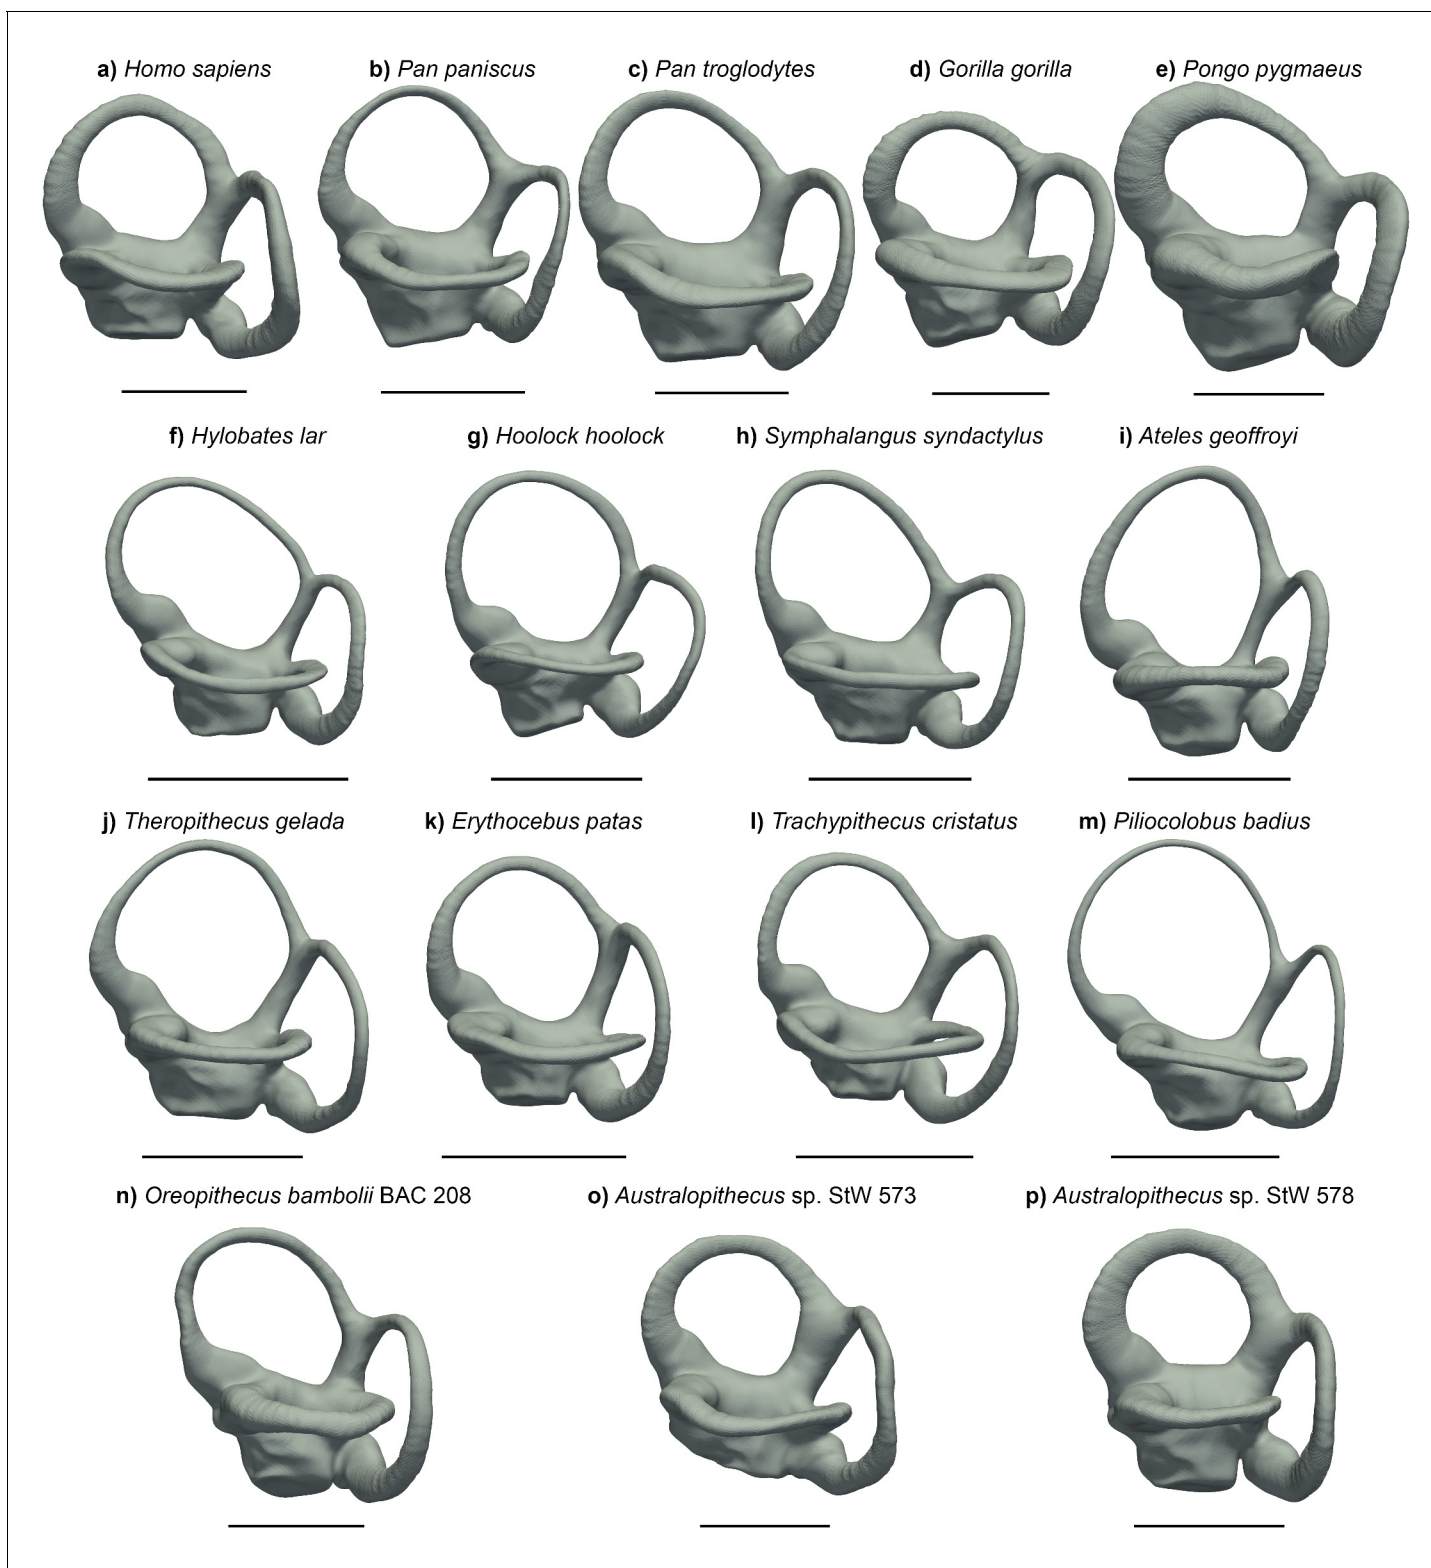 a) Homo sapiens
b) Pan paniscus
c) Pan troglodytes
d) Gorilla gorilla
e) Pongo pygmaeus
f) Hylobates lar
g) Hoolock hoolock
h) Symphalangus syndactylus
i) Ateles geoffroyi
j) Theropithecus gelada
k) Erythocebus patas
l) Trachypithecus cristatus
m) Piliocolobus badius
n) Oreopithecus bambolii BAC 208
o) Australopithecus sp. StW 573
p) Australopithecus sp. StW 578